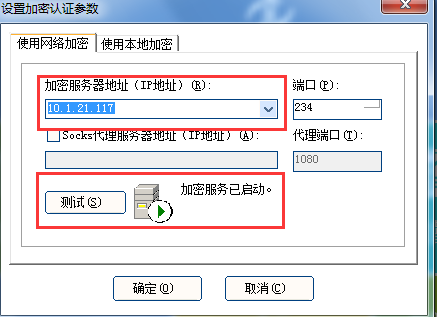 设置加密认证参数
使用网络加密 使用本地加密
加密服务器地址（IP地址）(R): 端口(P):
10.1.21.117 234
Socks代理服务器地址（IP地址）(A): 代理端口(T):
1080
测试(S) 加密服务已启动。
确定(O) 取消(C)